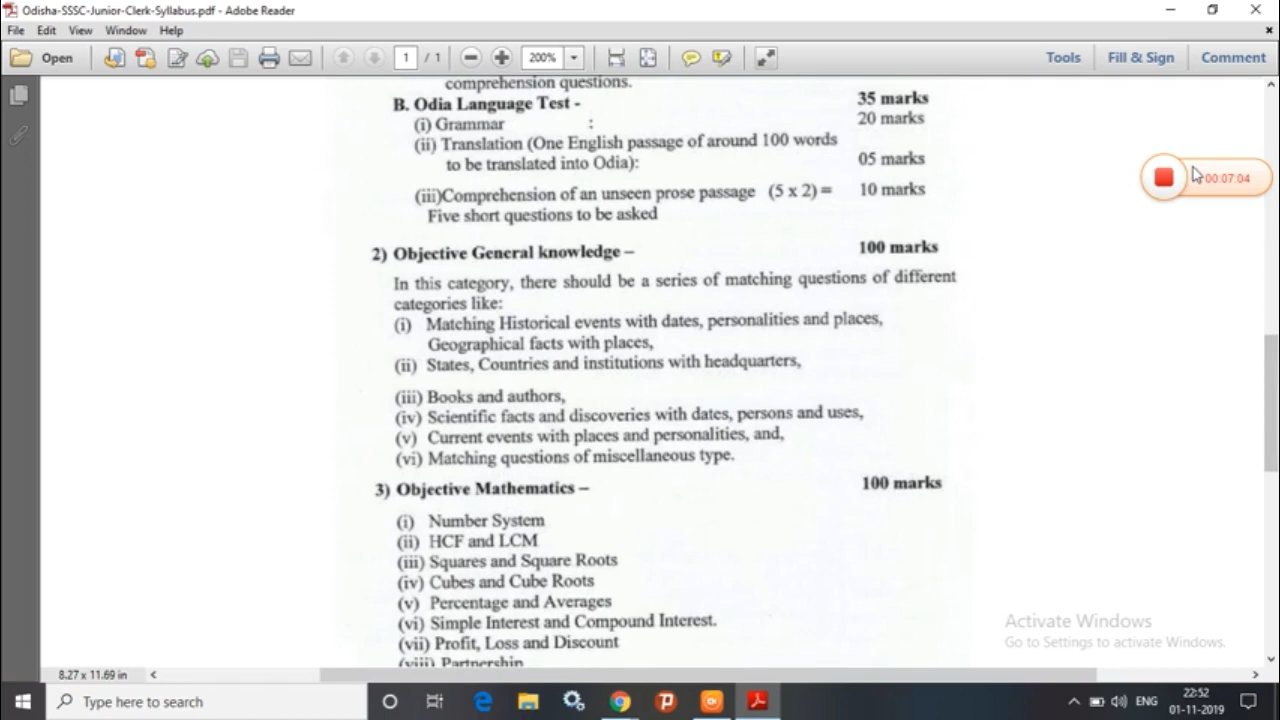 Odisha-SSSC-Junior-Clerk-Syllabus.pdf - Adobe Reader
File Edit View Window Help
Open 1 / 1 200% Tools Fill & Sign Comment
comprehension questions.
B. Odia Language Test - 35 marks
(i) Grammar : 20 marks
(ii) Translation (One English passage of around 100 words
to be translated into Odia): 05 marks
(iii)Comprehension of an unseen prose passage (5 x 2) = 10 marks
Five short questions to be asked
00:07:04
2) Objective General knowledge – 100 marks
In this category, there should be a series of matching questions of different
categories like:
(i) Matching Historical events with dates, personalities and places,
Geographical facts with places,
(ii) States, Countries and institutions with headquarters,
(iii) Books and authors,
(iv) Scientific facts and discoveries with dates, persons and uses,
(v) Current events with places and personalities, and,
(vi) Matching questions of miscellaneous type.
3) Objective Mathematics – 100 marks
(i) Number System
(ii) HCF and LCM
(iii) Squares and Square Roots
(iv) Cubes and Cube Roots
(v) Percentage and Averages
(vi) Simple Interest and Compound Interest.
(vii) Profit, Loss and Discount
(viii) Partnership
Activate Windows
Go to Settings to activate Windows.
8.27 x 11.69 in
Type here to search
ENG
22:52
01-11-2019